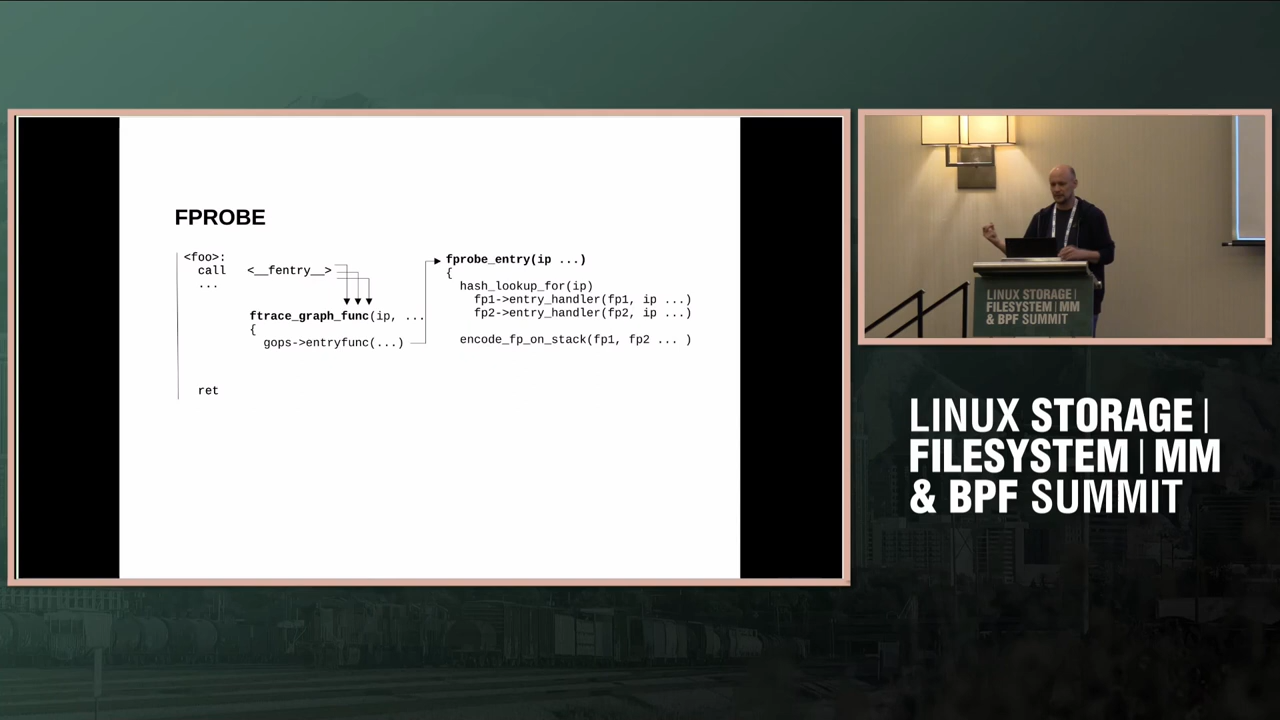 FPROBE
<foo>:
call <__fentry__>
...
ftrace_graph_func(ip, ...
{
gops->entryfunc(...)
ret
fprobe_entry(ip ...)
{
hash_lookup_for(ip)
fp1->entry_handler(fp1, ip ...)
fp2->entry_handler(fp2, ip ...)
encode_fp_on_stack(fp1, fp2 ... )
LINUX STORAGE |
FILESYSTEM | MM
& BPF SUMMIT
LINUX STORAGE |
FILESYSTEM | MM
& BPF SUMMIT